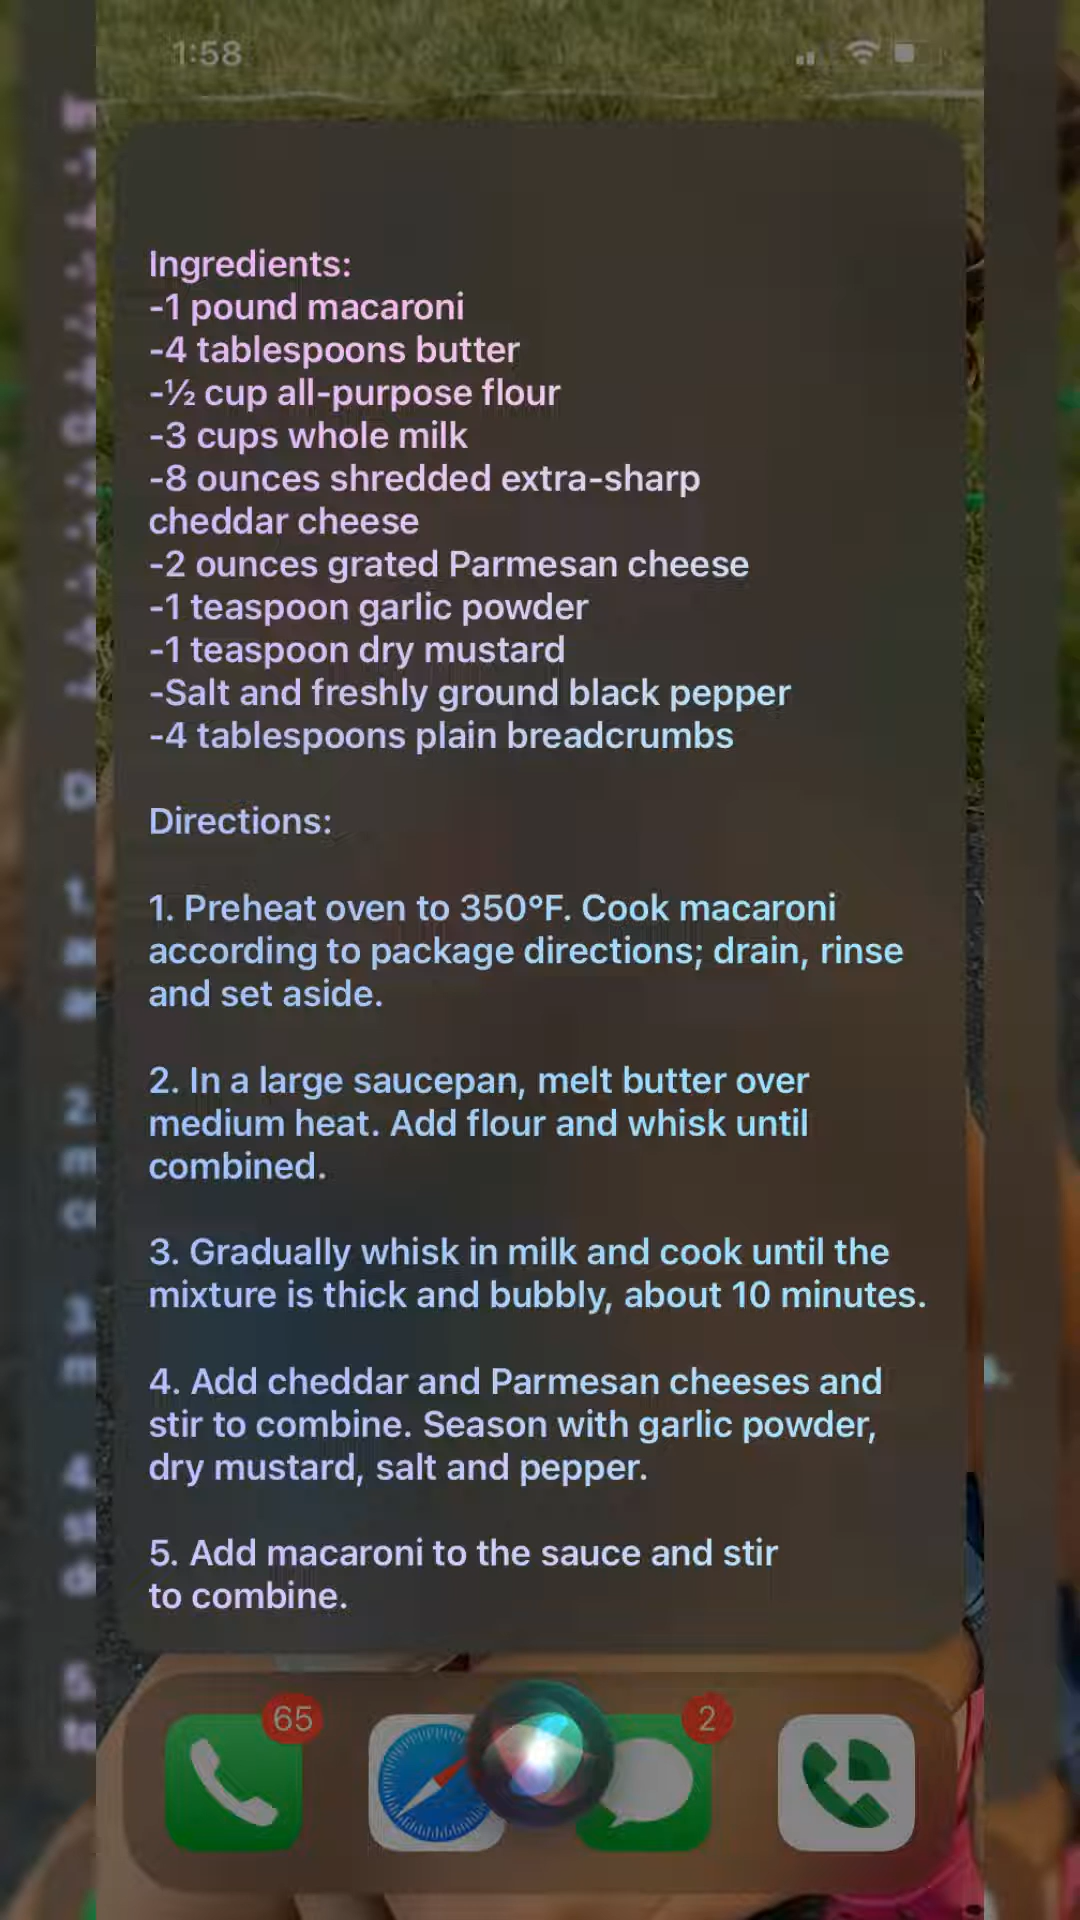 1:58
Ingredients:
-1 pound macaroni
-4 tablespoons butter
-½ cup all-purpose flour
-3 cups whole milk
-8 ounces shredded extra-sharp
cheddar cheese
-2 ounces grated Parmesan cheese
-1 teaspoon garlic powder
-1 teaspoon dry mustard
-Salt and freshly ground black pepper
-4 tablespoons plain breadcrumbs
Directions:
1. Preheat oven to 350°F. Cook macaroni
according to package directions; drain, rinse
and set aside.
2. In a large saucepan, melt butter over
medium heat. Add flour and whisk until
combined.
3. Gradually whisk in milk and cook until the
mixture is thick and bubbly, about 10 minutes.
4. Add cheddar and Parmesan cheeses and
stir to combine. Season with garlic powder,
dry mustard, salt and pepper.
5. Add macaroni to the sauce and stir
to combine.
65
2